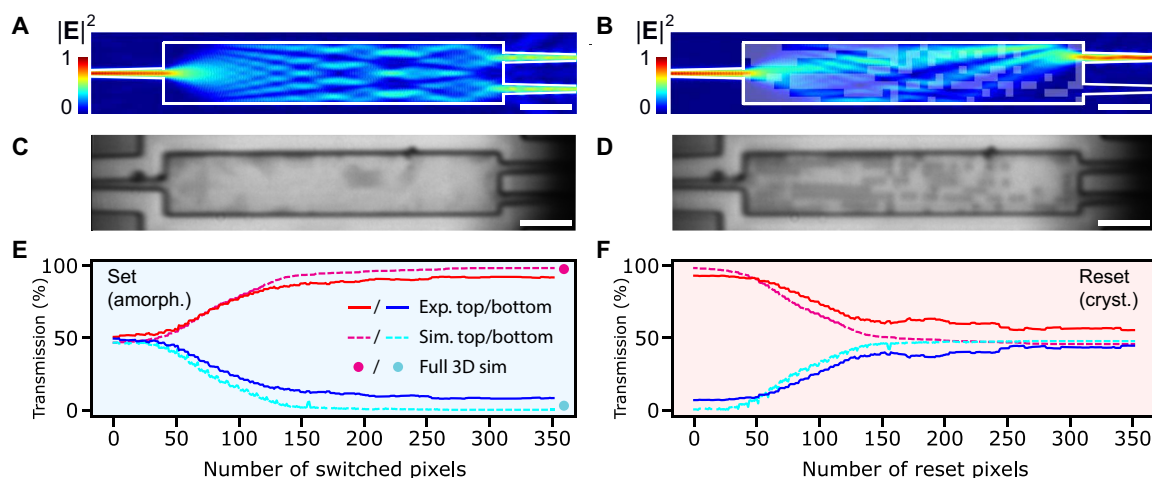 A
|E|²
1
0
B
|E|²
1
0
C
D
E
Transmission (%)
100
50
0
Set
(amorph.)
/ Exp. top/bottom
/ Sim. top/bottom
/ Full 3D sim
0 50 100 150 200 250 300 350
Number of switched pixels
F
Transmission (%)
100
50
0
Reset
(cryst.)
0 50 100 150 200 250 300 350
Number of reset pixels